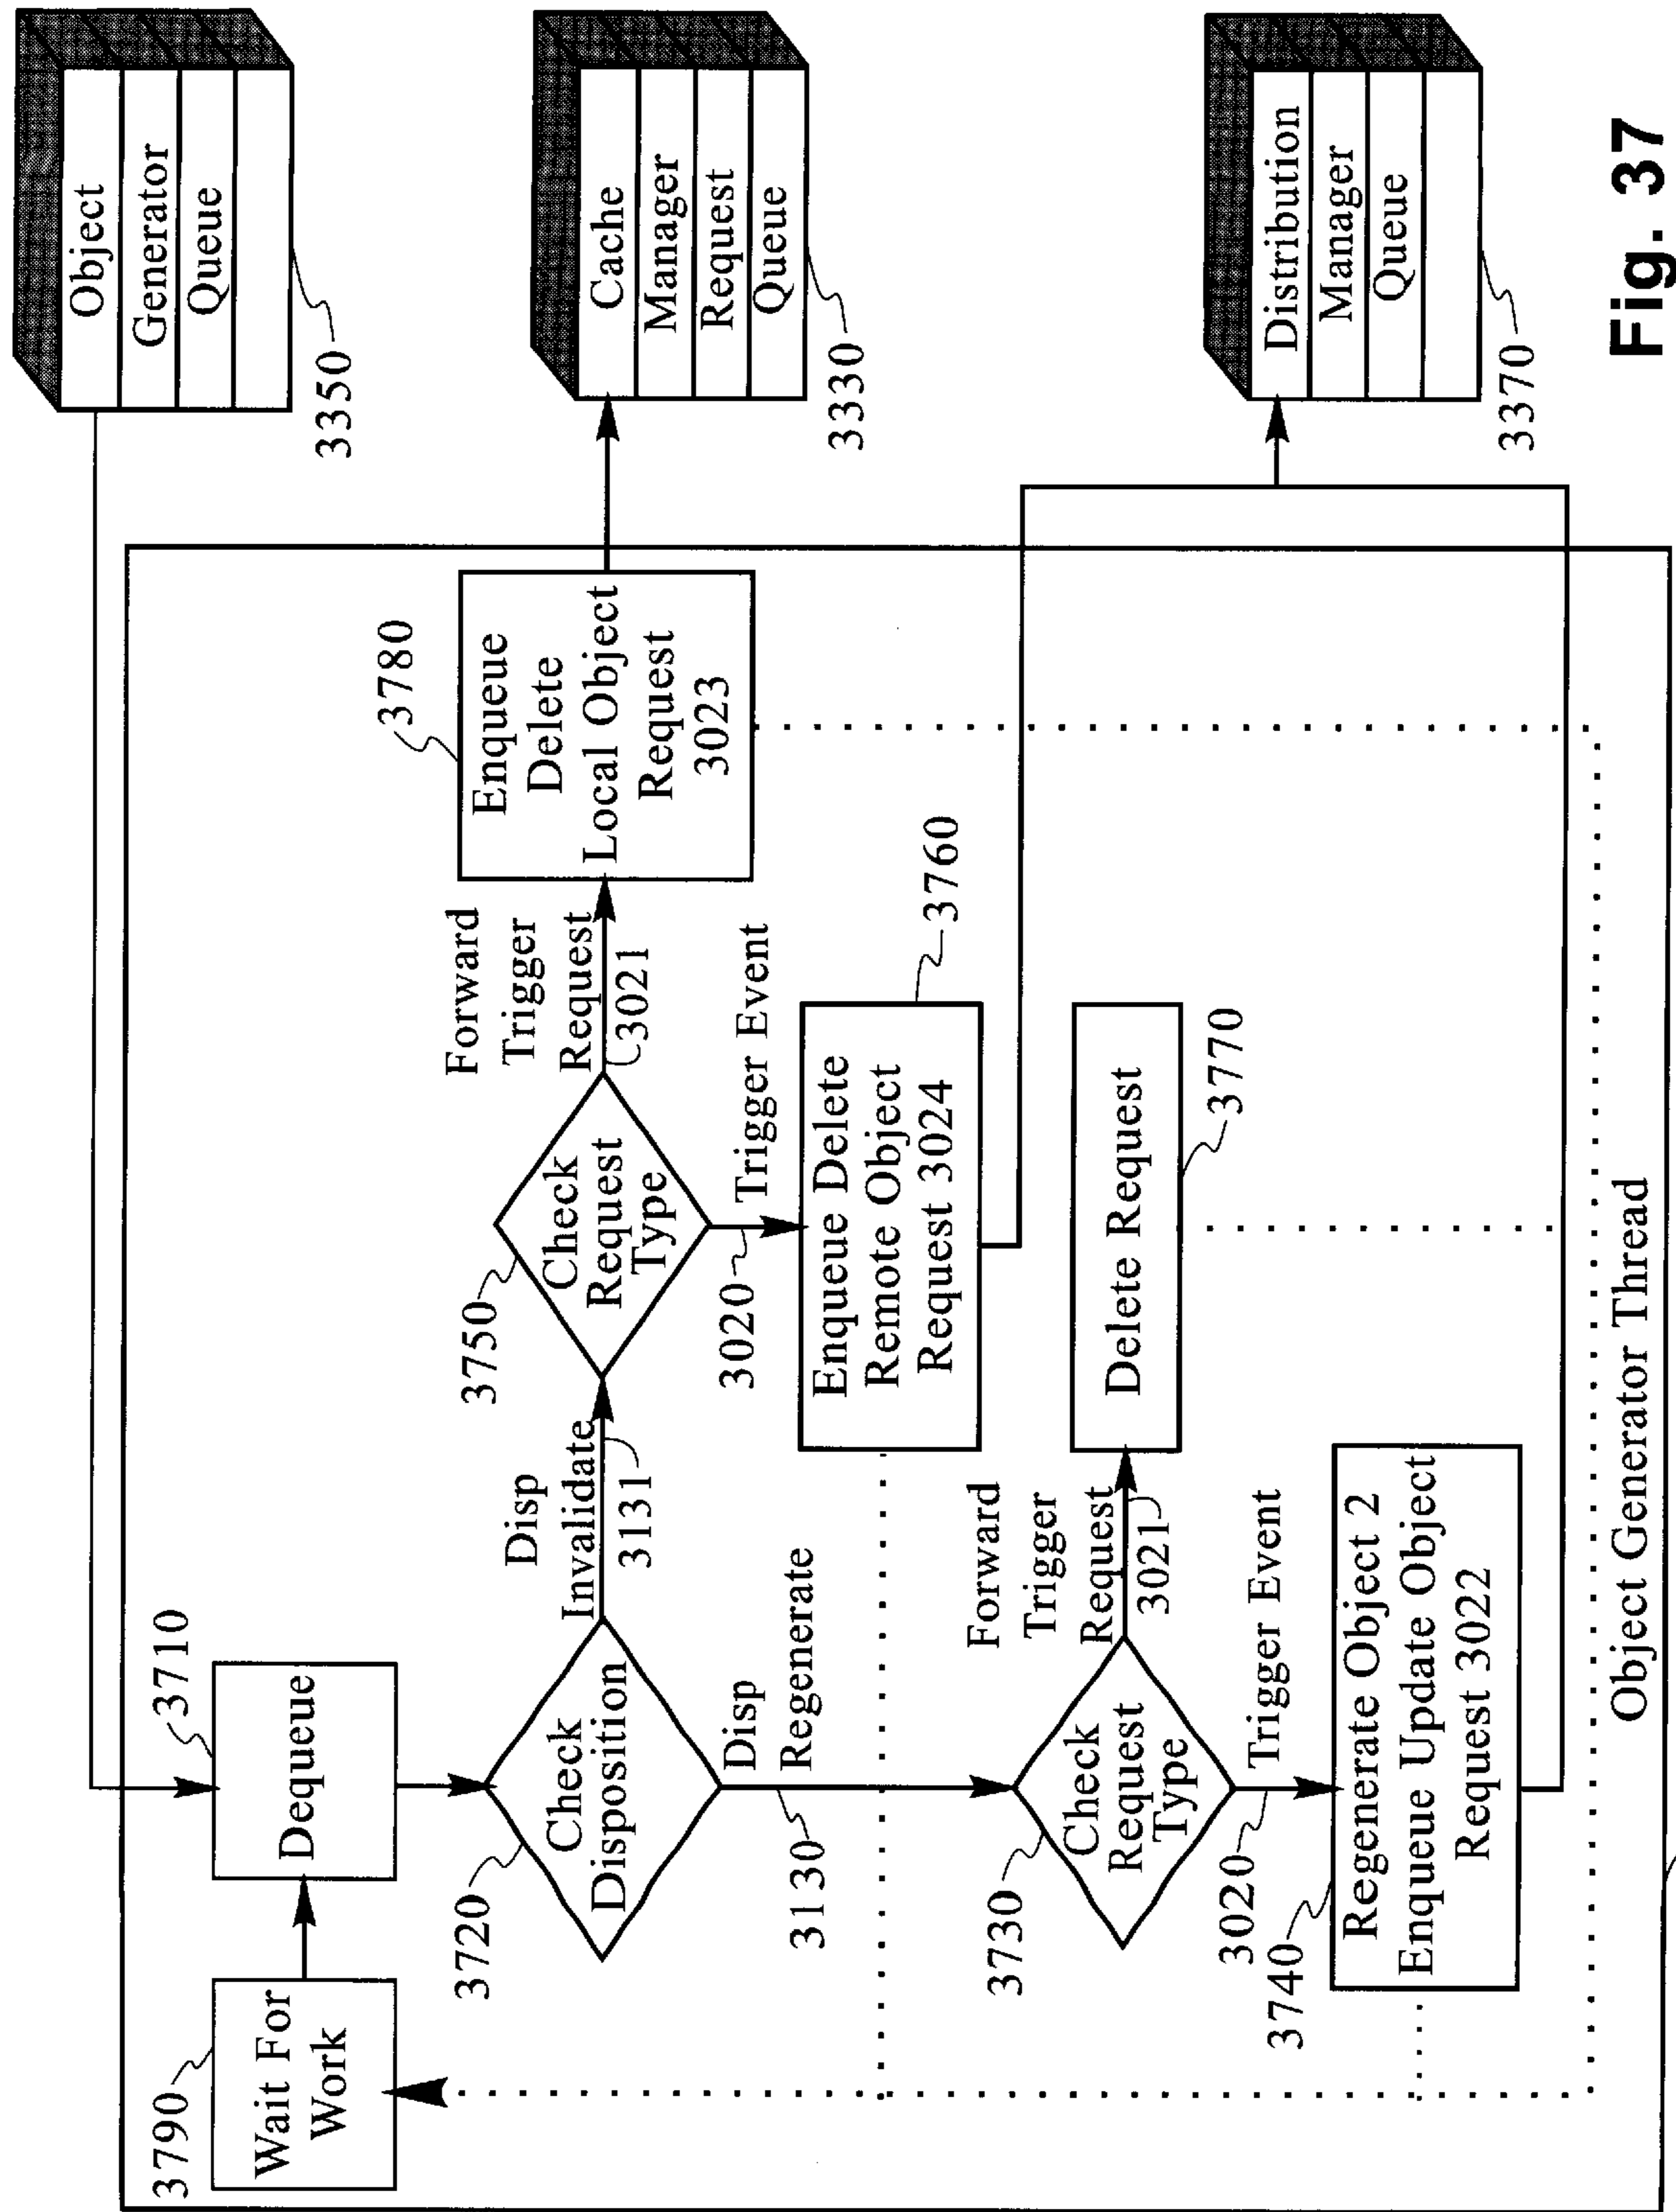 3790
Wait For
Work
3710
Dequeue
Object
Generator
Queue
3350
3720
Check
Disposition
Disp
Invalidate
3131
3750
Check
Request
Type
Forward
Trigger
Request
3021
3780
Enqueue
Delete
Local Object
Request
3023
Cache
Manager
Request
Queue
3330
Disp
Regenerate
3130
3020
Trigger Event
Enqueue Delete
Remote Object
Request 3024
3760
3730
Check
Request
Type
Forward
Trigger
Request
3021
Delete Request
3770
Distribution
Manager
Queue
3370
3020
Trigger Event
3740
Regenerate Object 2
Enqueue Update Object
Request 3022
Object Generator Thread
Fig. 37